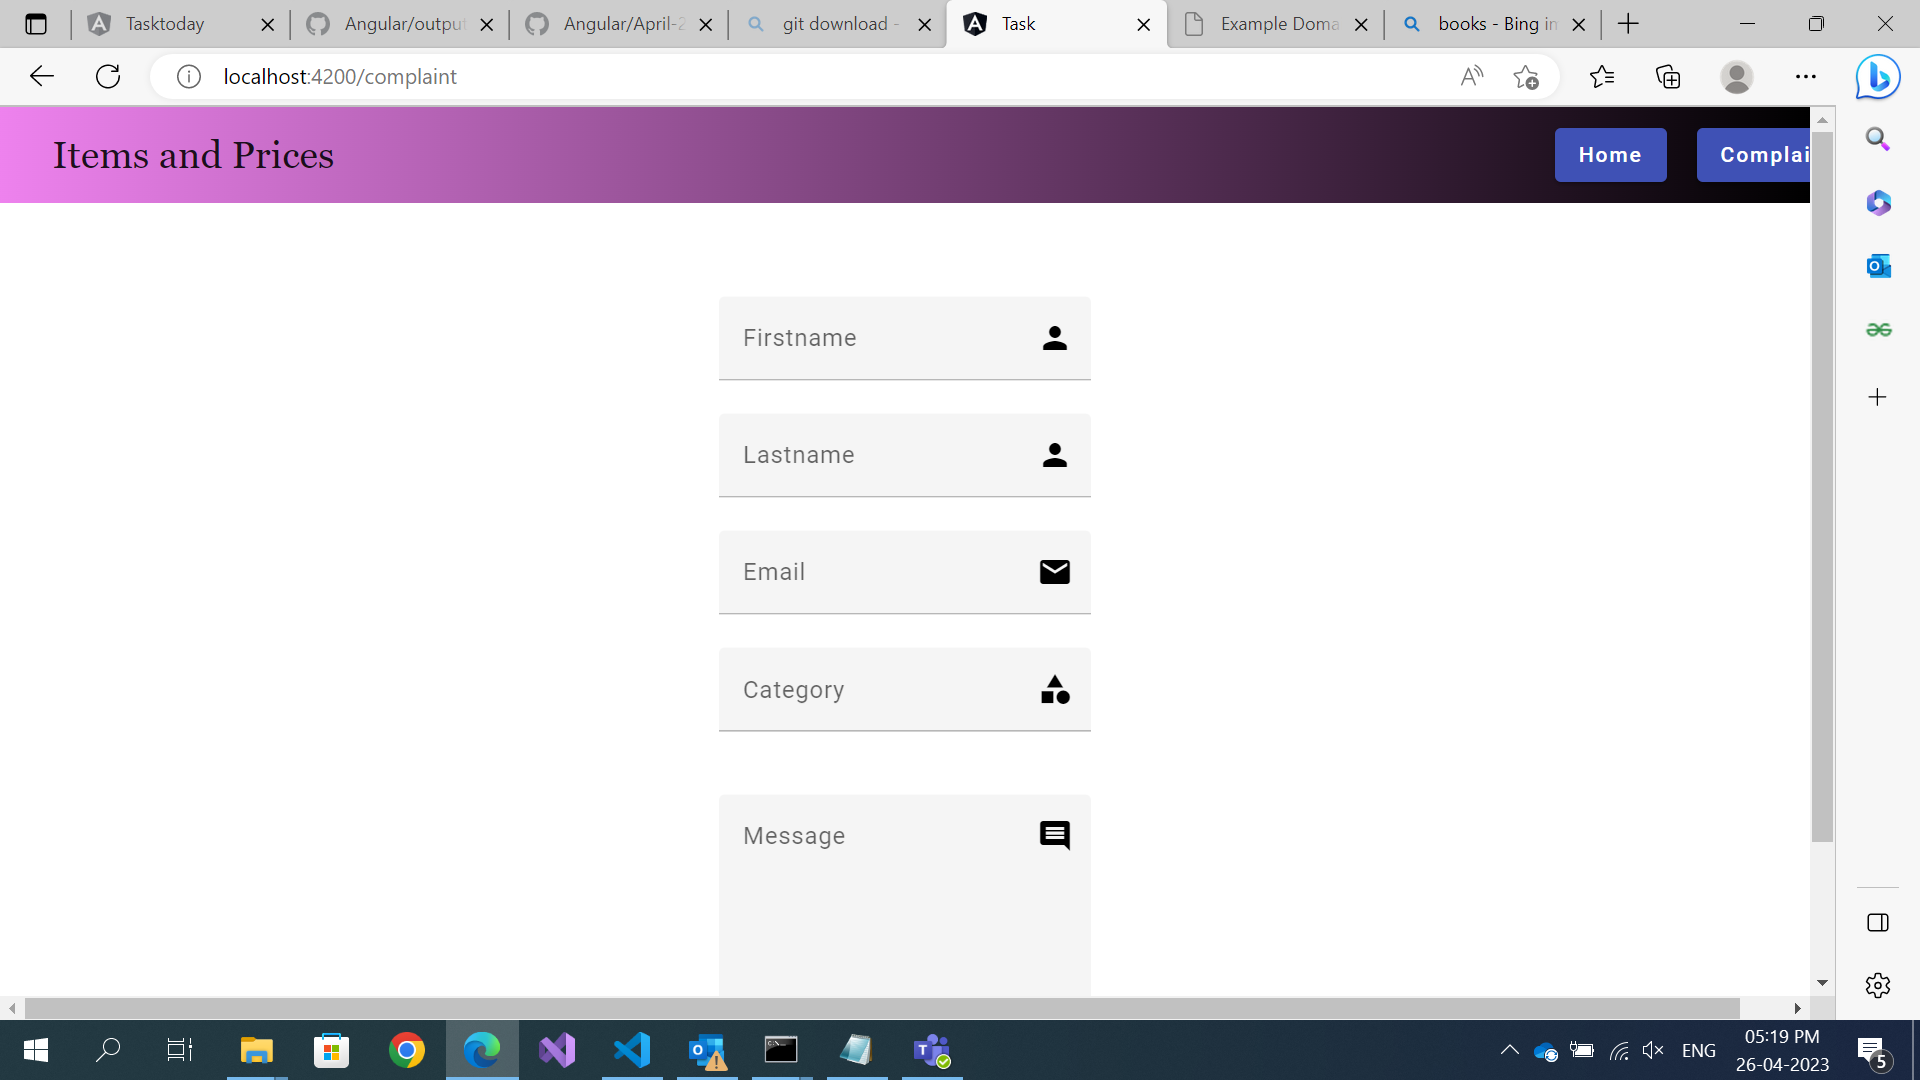 Tasktoday
Angular/output
Angular/April-2
git download -
Task
Example Doma
books - Bing im
localhost:4200/complaint
Items and Prices
Home
Complai
Firstname
Lastname
Email
Category
Message
ENG
05:19 PM
26-04-2023
5